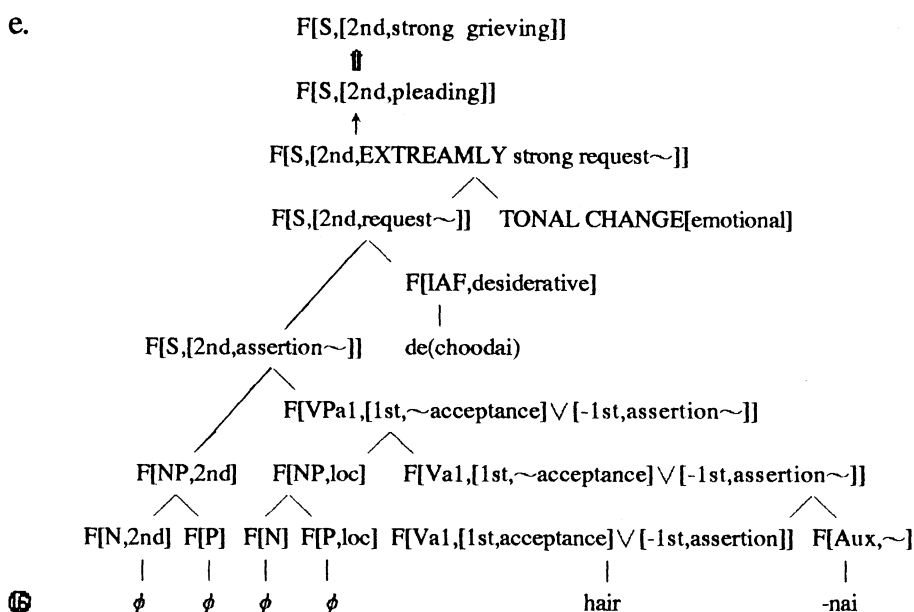 e.
F[S,[2nd,strong grieving]]
⇑
F[S,[2nd,pleading]]
↑
F[S,[2nd,EXTREAMLY strong request~]]
F[S,[2nd,request~]] TONAL CHANGE[emotional]
F[IAF,desiderative]
F[S,[2nd,assertion~]] de(choodai)
F[VPa1,[1st,~acceptance]∨[-1st,assertion~]]
F[NP,2nd] F[NP,loc] F[Va1,[1st,~acceptance]∨[-1st,assertion~]]
F[N,2nd] F[P] F[N] F[P,loc] F[Va1,[1st,acceptance]∨[-1st,assertion]] F[Aux,~]
ϕ ϕ ϕ ϕ hair -nai